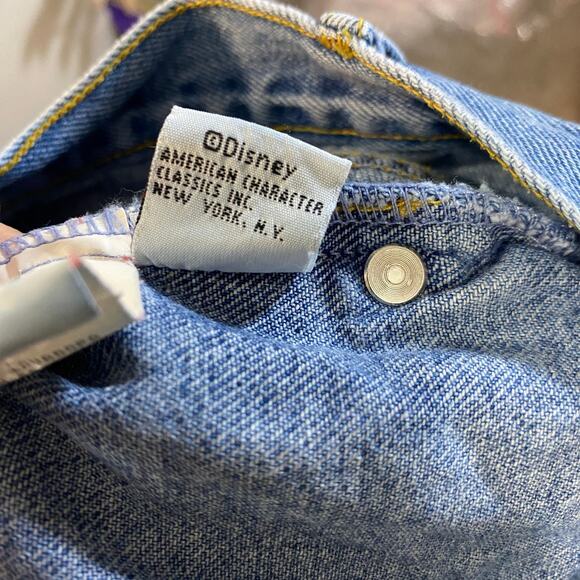 ©Disney
AMERICAN CHARACTER
CLASSICS INC.
NEW YORK, N.Y.